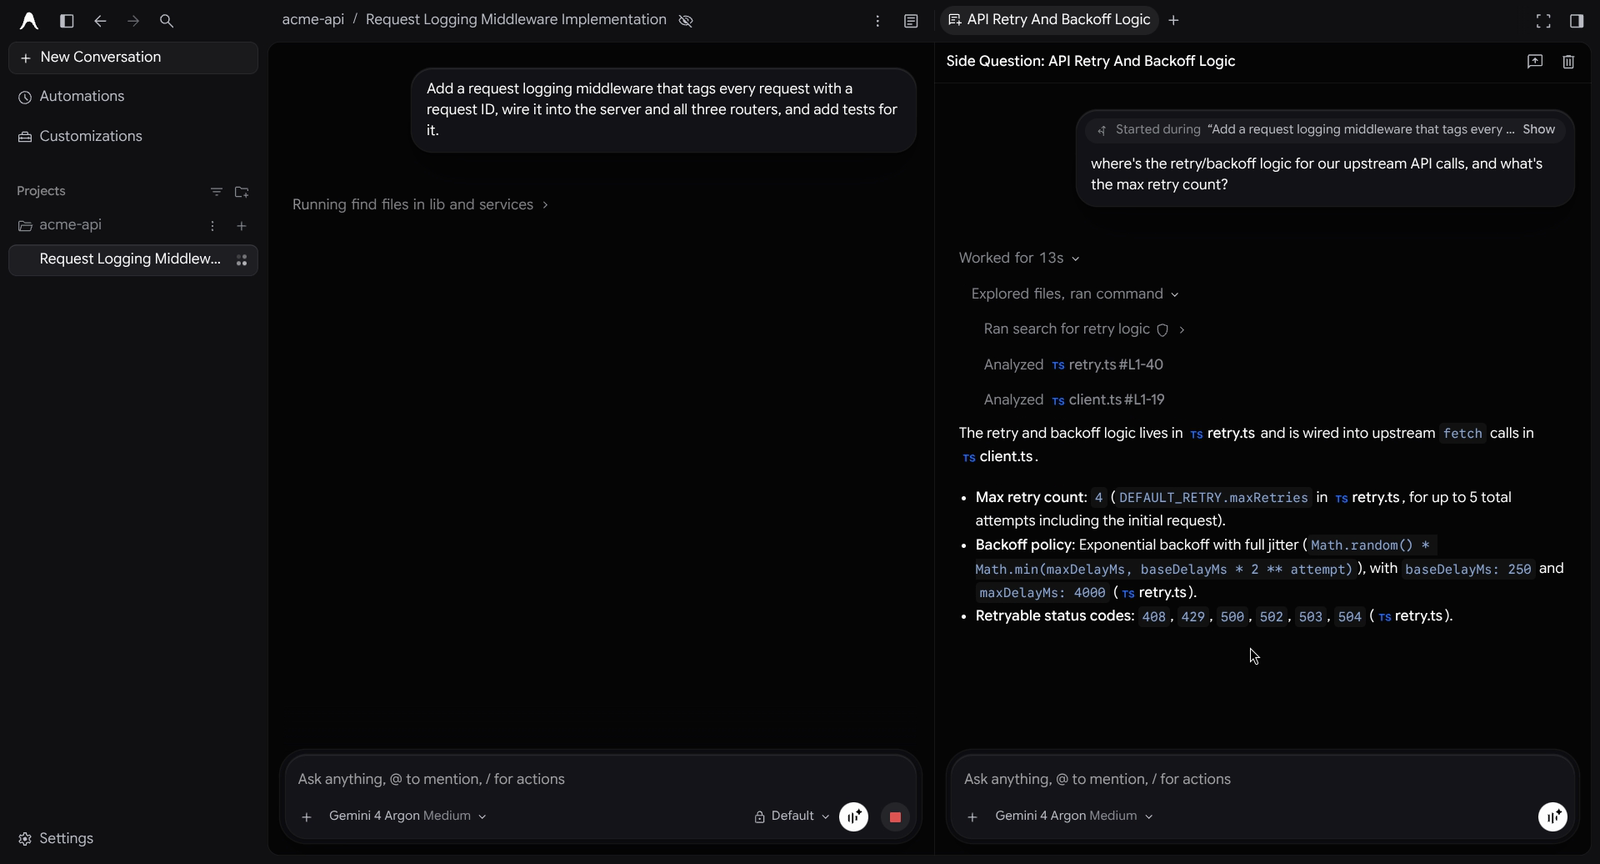 acme-api / Request Logging Middleware Implementation
API Retry And Backoff Logic
New Conversation
Automations
Customizations
Projects
acme-api
Request Logging Middlew...
Settings
Add a request logging middleware that tags every request with a
request ID, wire it into the server and all three routers, and add tests for
it.
Running find files in lib and services
Ask anything, @ to mention, / for actions
Gemini 4 Argon Medium
Default
Side Question: API Retry And Backoff Logic
Started during "Add a request logging middleware that tags every ... Show
where's the retry/backoff logic for our upstream API calls, and what's
the max retry count?
Worked for 13s
Explored files, ran command
Ran search for retry logic
Analyzed TS retry.ts #L1-40
Analyzed TS client.ts #L1-19
The retry and backoff logic lives in TS retry.ts and is wired into upstream fetch calls in
TS client.ts.
• Max retry count: 4 (DEFAULT_RETRY.maxRetries in TS retry.ts, for up to 5 total
attempts including the initial request).
• Backoff policy: Exponential backoff with full jitter (Math.random() *
Math.min(maxDelayMs, baseDelayMs * 2 ** attempt)), with baseDelayMs: 250 and
maxDelayMs: 4000 (TS retry.ts).
• Retryable status codes: 408, 429, 500, 502, 503, 504 (TS retry.ts).
Ask anything, @ to mention, / for actions
Gemini 4 Argon Medium